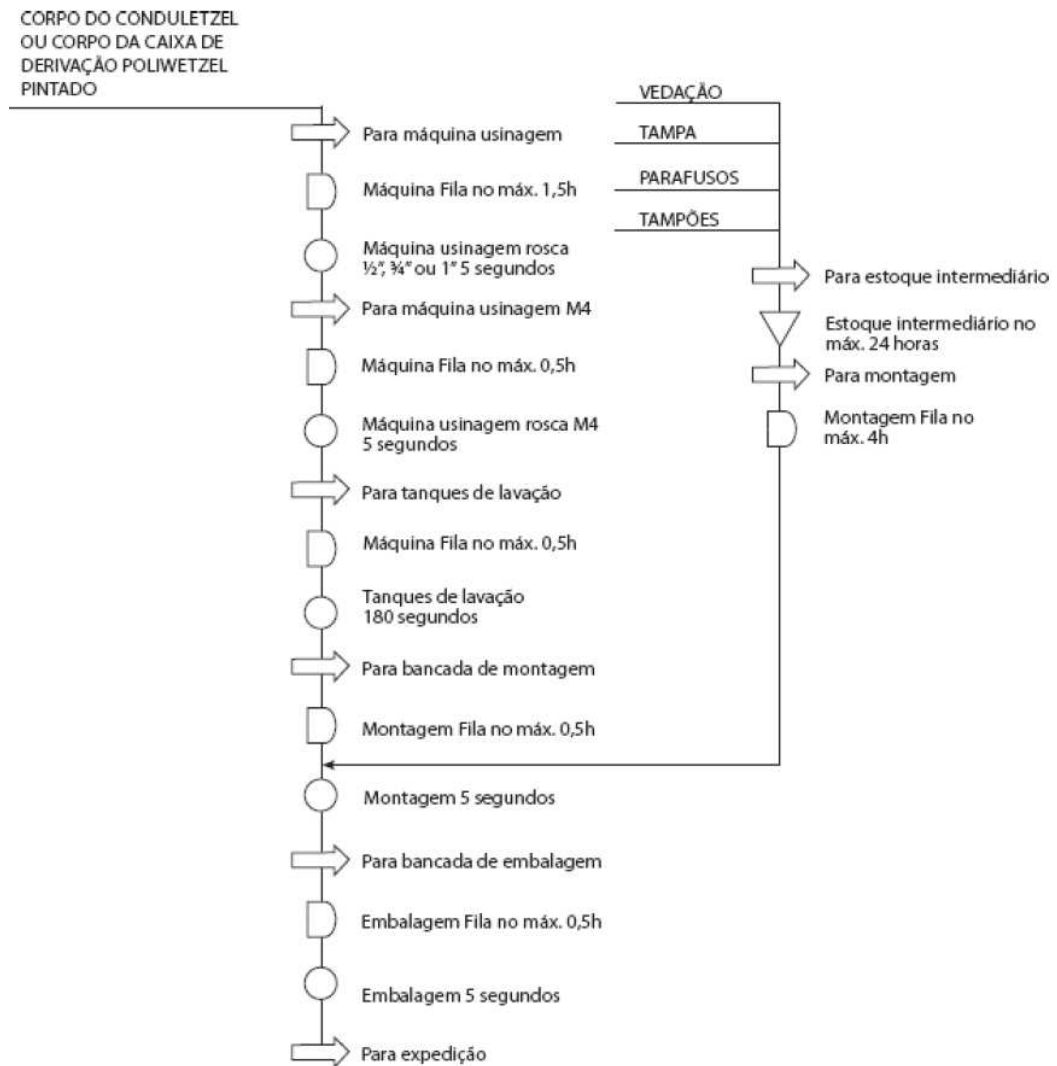 CORPO DO CONDULETZEL
OU CORPO DA CAIXA DE
DERIVAÇÃO POLIWETZEL
PINTADO
Para máquina usinagem
Máquina Fila no máx. 1,5h
Máquina usinagem rosca
½”, ¾” ou 1” 5 segundos
Para máquina usinagem M4
Máquina Fila no máx. 0,5h
Máquina usinagem rosca M4
5 segundos
Para tanques de lavação
Máquina Fila no máx. 0,5h
Tanques de lavação
180 segundos
Para bancada de montagem
Montagem Fila no máx. 0,5h
VEDAÇÃO
TAMPA
PARAFUSOS
TAMPÕES
Para estoque intermediário
Estoque intermediário no
máx. 24 horas
Para montagem
Montagem Fila no
máx. 4h
Montagem 5 segundos
Para bancada de embalagem
Embalagem Fila no máx. 0,5h
Embalagem 5 segundos
Para expedição